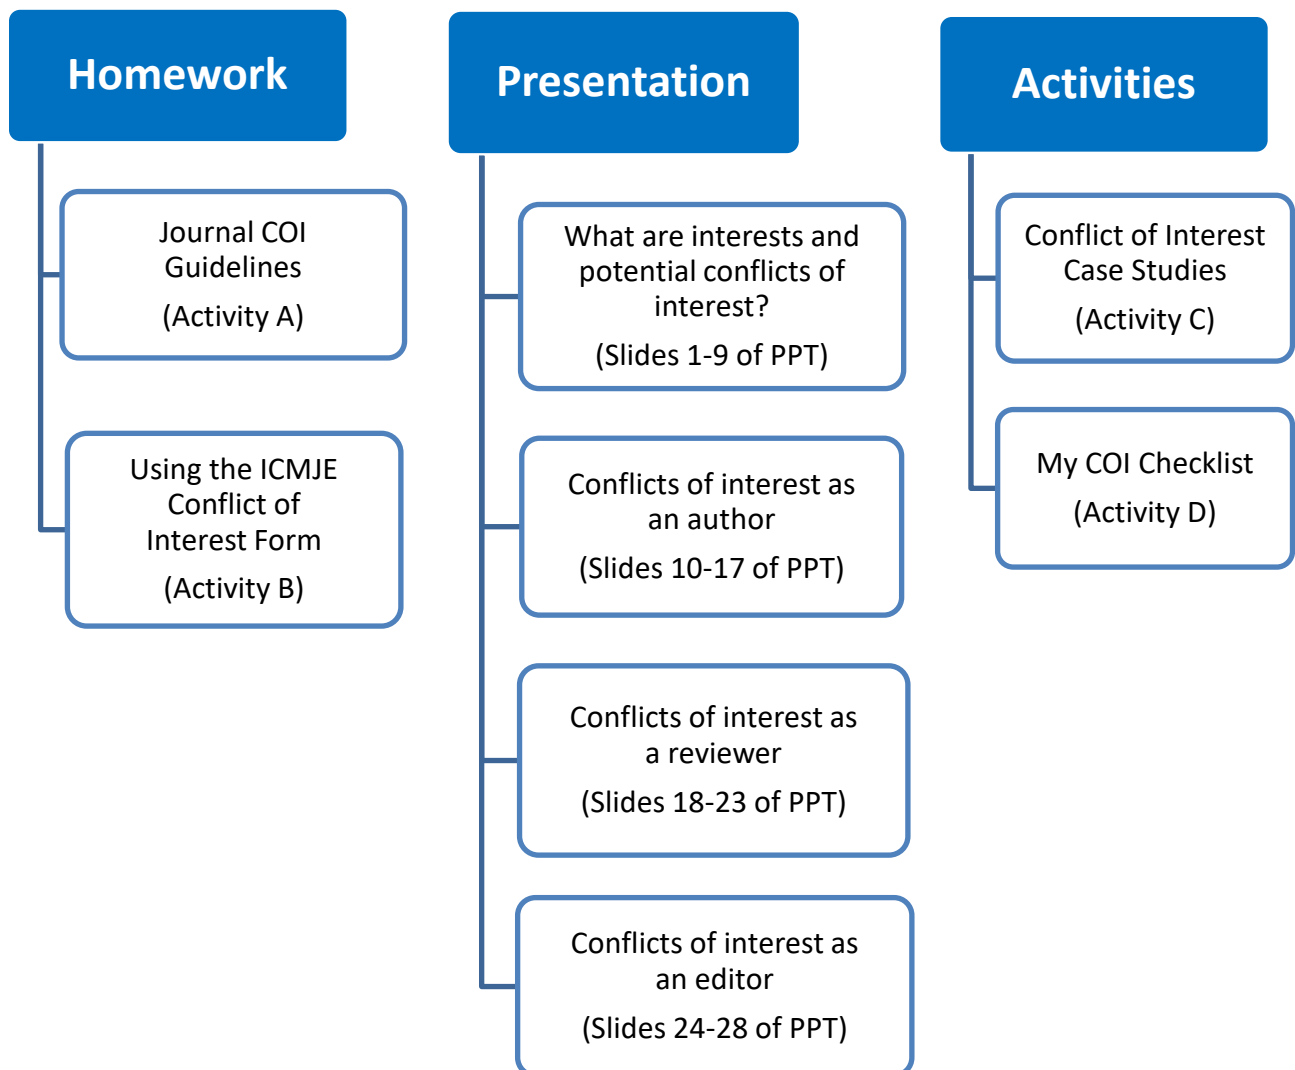 Homework
Journal COI
Guidelines
(Activity A)
Using the ICMJE
Conflict of
Interest Form
(Activity B)
Presentation
What are interests and
potential conflicts of
interest?
(Slides 1-9 of PPT)
Conflicts of interest as
an author
(Slides 10-17 of PPT)
Conflicts of interest as
a reviewer
(Slides 18-23 of PPT)
Conflicts of interest as
an editor
(Slides 24-28 of PPT)
Activities
Conflict of Interest
Case Studies
(Activity C)
My COI Checklist
(Activity D)